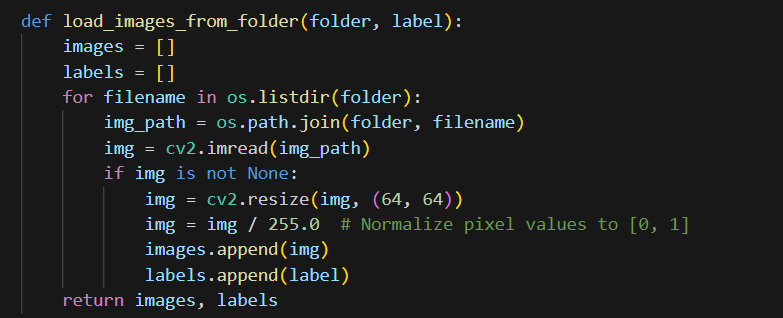 def load_images_from_folder(folder, label):
    images = []
    labels = []
    for filename in os.listdir(folder):
        img_path = os.path.join(folder, filename)
        img = cv2.imread(img_path)
        if img is not None:
            img = cv2.resize(img, (64, 64))
            img = img / 255.0  # Normalize pixel values to [0, 1]
            images.append(img)
            labels.append(label)
    return images, labels